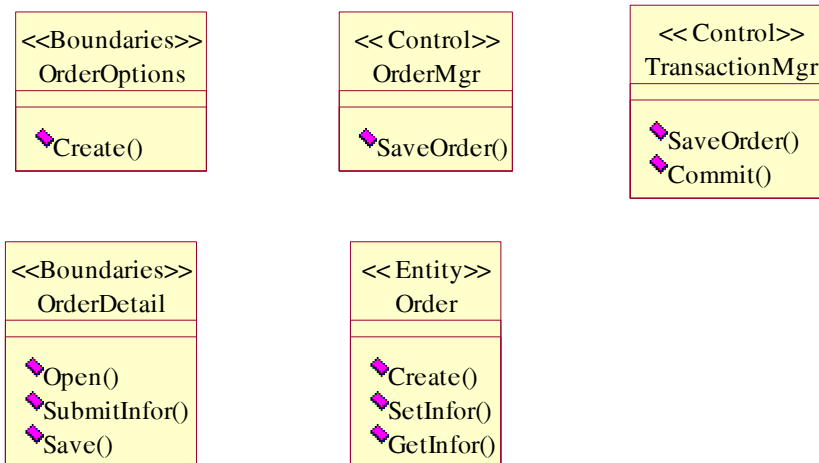 <<Boundaries>>
OrderOptions
Create()
<< Control>>
OrderMgr
SaveOrder()
<< Control>>
TransactionMgr
SaveOrder()
Commit()
<<Boundaries>>
OrderDetail
Open()
SubmitInfor()
Save()
<< Entity>>
Order
Create()
SetInfor()
GetInfor()